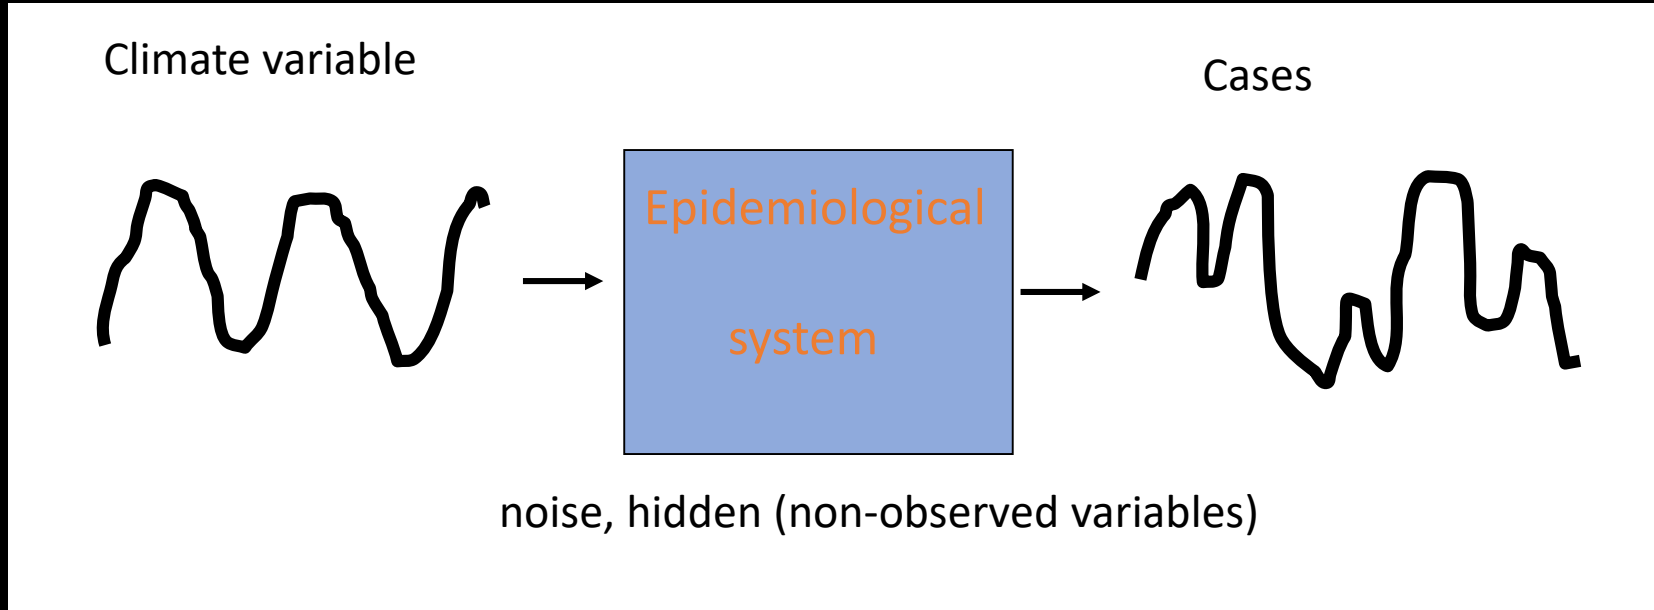 Climate variable
Cases
Epidemiological
system
noise, hidden (non-observed variables)